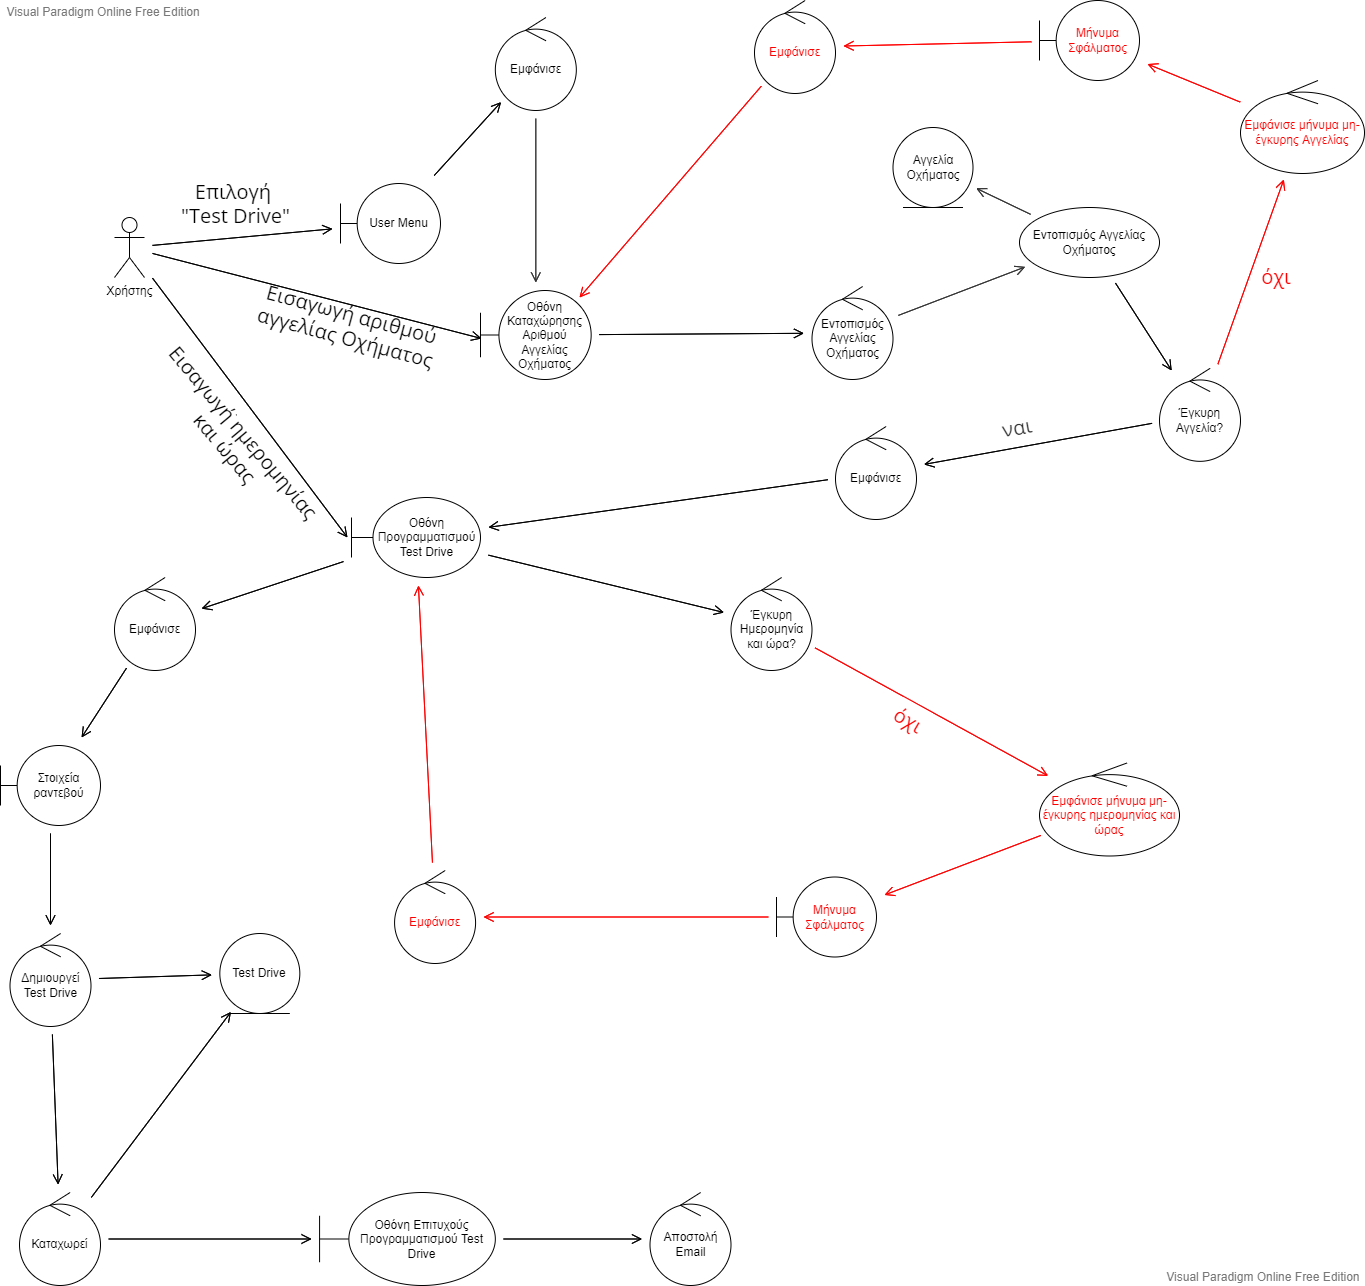 Visual Paradigm Online Free Edition
Εμφάνισε
Εμφάνισε
Μήνυμα
Σφάλματος
Εμφάνισε μήνυμα μη-
έγκυρης Αγγελίας
Αγγελία
Οχήματος
Επιλογή
"Test Drive"
User Menu
Εντοπισμός Αγγελίας
Οχήματος
Χρήστης
όχι
Εισαγωγή αριθμού
αγγελίας Οχήματος
Οθόνη
Καταχώρησης
Αριθμού
Αγγελίας
Οχήματος
Εντοπισμός
Αγγελίας
Οχήματος
Έγκυρη
Αγγελία?
ναι
Εισαγωγή ημερομηνίας
και ώρας
Εμφάνισε
Οθόνη
Προγραμματισμού
Test Drive
Εμφάνισε
Έγκυρη
Ημερομηνία
και ώρα?
όχι
Στοιχεία
ραντεβού
Εμφάνισε μήνυμα μη-
έγκυρης ημερομηνίας και
ώρας
Εμφάνισε
Μήνυμα
Σφάλματος
Δημιουργεί
Test Drive
Test Drive
Καταχωρεί
Οθόνη Επιτυχούς
Προγραμματισμού Test
Drive
Αποστολή
Email
Visual Paradigm Online Free Edition